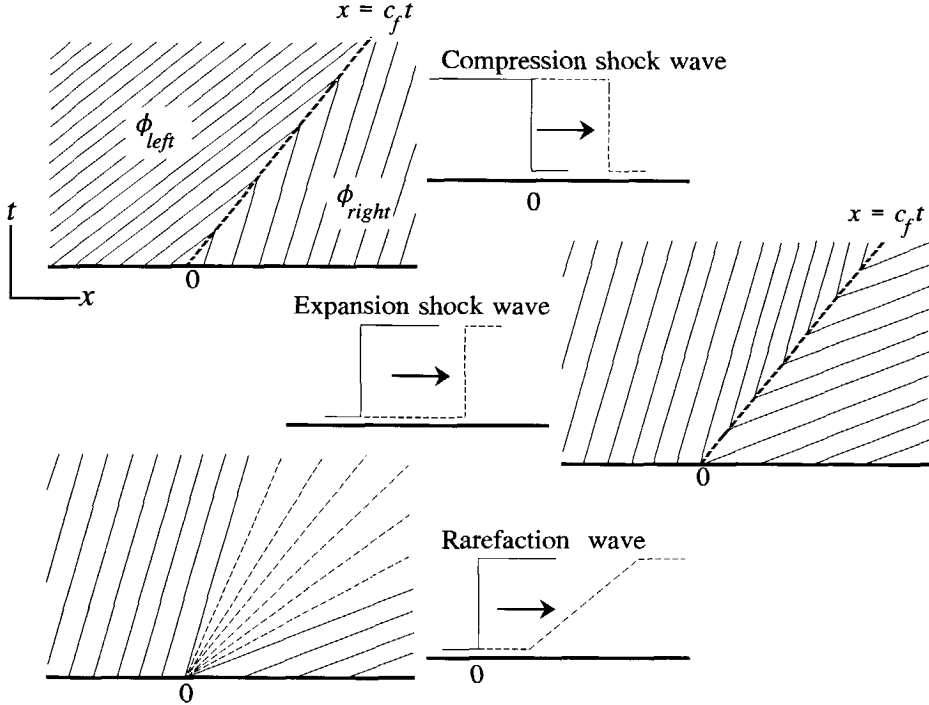 x = c_f t
Compression shock wave
ϕ_left
ϕ_right
0
t
x
0
x = c_f t
Expansion shock wave
0
Rarefaction wave
0
0